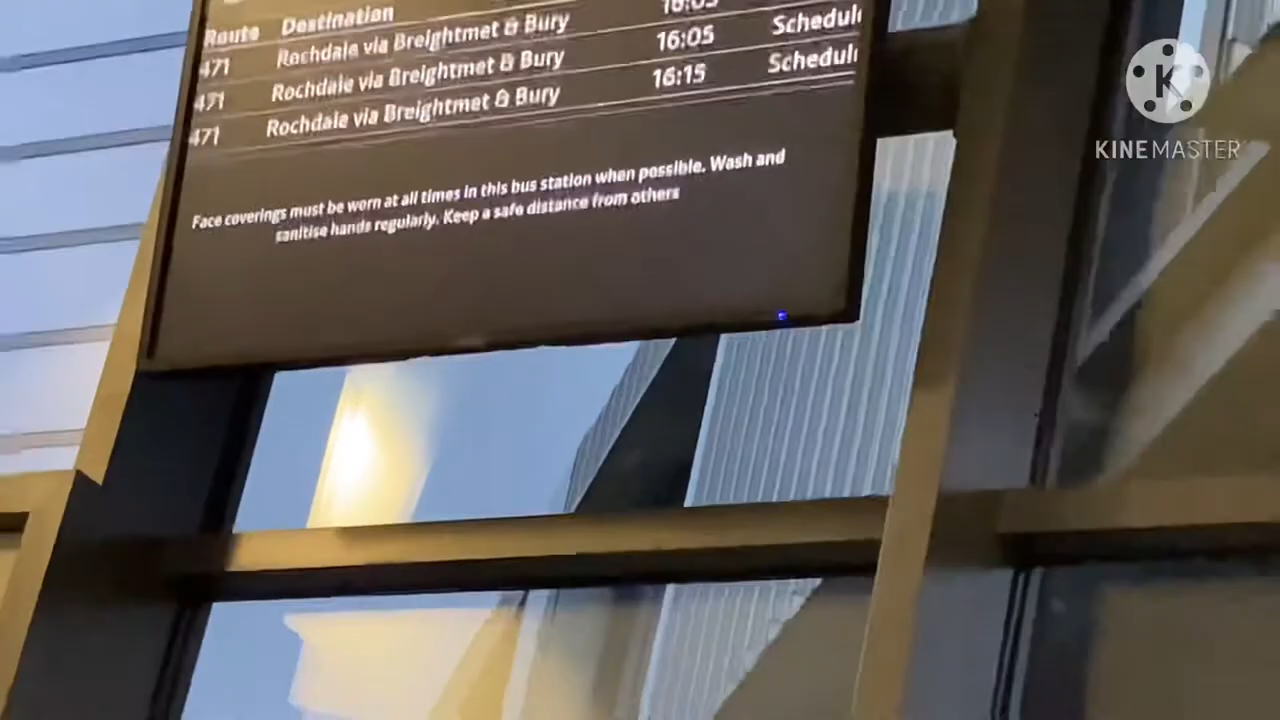 Route Destination
471 Rochdale via Breightmet & Bury
471 Rochdale via Breightmet & Bury 16:05 Schedul
471 Rochdale via Breightmet & Bury 16:15 Schedul
Face coverings must be worn at all times in this bus station when possible. Wash and
sanitise hands regularly. Keep a safe distance from others
K
KINEMASTER